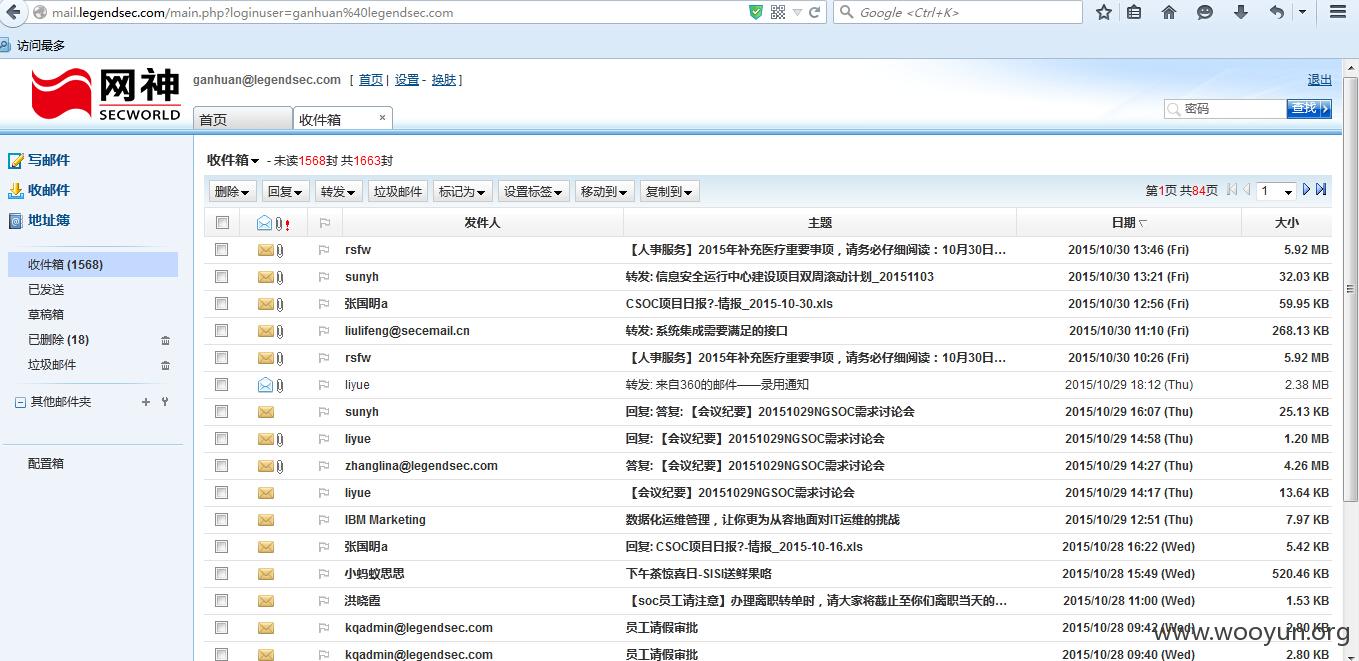 mail.legendsec.com/main.php?loginuser=ganhuan%40legendsec.com
Google <Ctrl+K>
访问最多
网神
SECWORLD
ganhuan@legendsec.com [ 首页 | 设置 - 换肤 ]
退出
首页
收件箱 ×
密码
查找
写邮件
收邮件
地址簿
收件箱 (1568)
已发送
草稿箱
已删除 (18)
垃圾邮件
其他邮件夹
配置箱
收件箱 - 未读1568封 共1663封
删除 回复 转发 垃圾邮件 标记为 设置标签 移动到 复制到 第1页 共84页 1
发件人 主题 日期 大小
rsfw 【人事服务】2015年补充医疗重要事项，请务必仔细阅读：10月30日... 2015/10/30 13:46 (Fri) 5.92 MB
sunyh 转发: 信息安全运行中心建设项目双周滚动计划_20151103 2015/10/30 13:21 (Fri) 32.03 KB
张国明a CSOC项目日报?-情报_2015-10-30.xls 2015/10/30 12:56 (Fri) 59.95 KB
liulifeng@secemail.cn 转发: 系统集成需要满足的接口 2015/10/30 11:10 (Fri) 268.13 KB
rsfw 【人事服务】2015年补充医疗重要事项，请务必仔细阅读：10月30日... 2015/10/30 10:26 (Fri) 5.92 MB
liyue 转发: 来自360的邮件——录用通知 2015/10/29 18:12 (Thu) 2.38 MB
sunyh 回复: 答复: 【会议纪要】20151029NGSOC需求讨论会 2015/10/29 16:07 (Thu) 25.13 KB
liyue 回复: 【会议纪要】20151029NGSOC需求讨论会 2015/10/29 14:58 (Thu) 1.20 MB
zhanglina@legendsec.com 答复: 【会议纪要】20151029NGSOC需求讨论会 2015/10/29 14:27 (Thu) 4.26 MB
liyue 【会议纪要】20151029NGSOC需求讨论会 2015/10/29 14:17 (Thu) 13.64 KB
IBM Marketing 数据化运维管理，让你更为从容地面对IT运维的挑战 2015/10/29 12:51 (Thu) 7.97 KB
张国明a 回复: CSOC项目日报?-情报_2015-10-16.xls 2015/10/28 16:22 (Wed) 5.42 KB
小蚂蚁思思 下午茶惊喜日-SISI送鲜果咯 2015/10/28 15:49 (Wed) 520.46 KB
洪晓霞 【soc员工请注意】办理离职转单时，请大家将截止至你们离职当天的... 2015/10/28 11:00 (Wed) 1.53 KB
kqadmin@legendsec.com 员工请假审批 2015/10/28 09:42 (Wed) 2.80 KB
www.wooyun.org
kqadmin@legendsec.com 员工请假审批 2015/10/28 09:40 (Wed) 2.80 KB